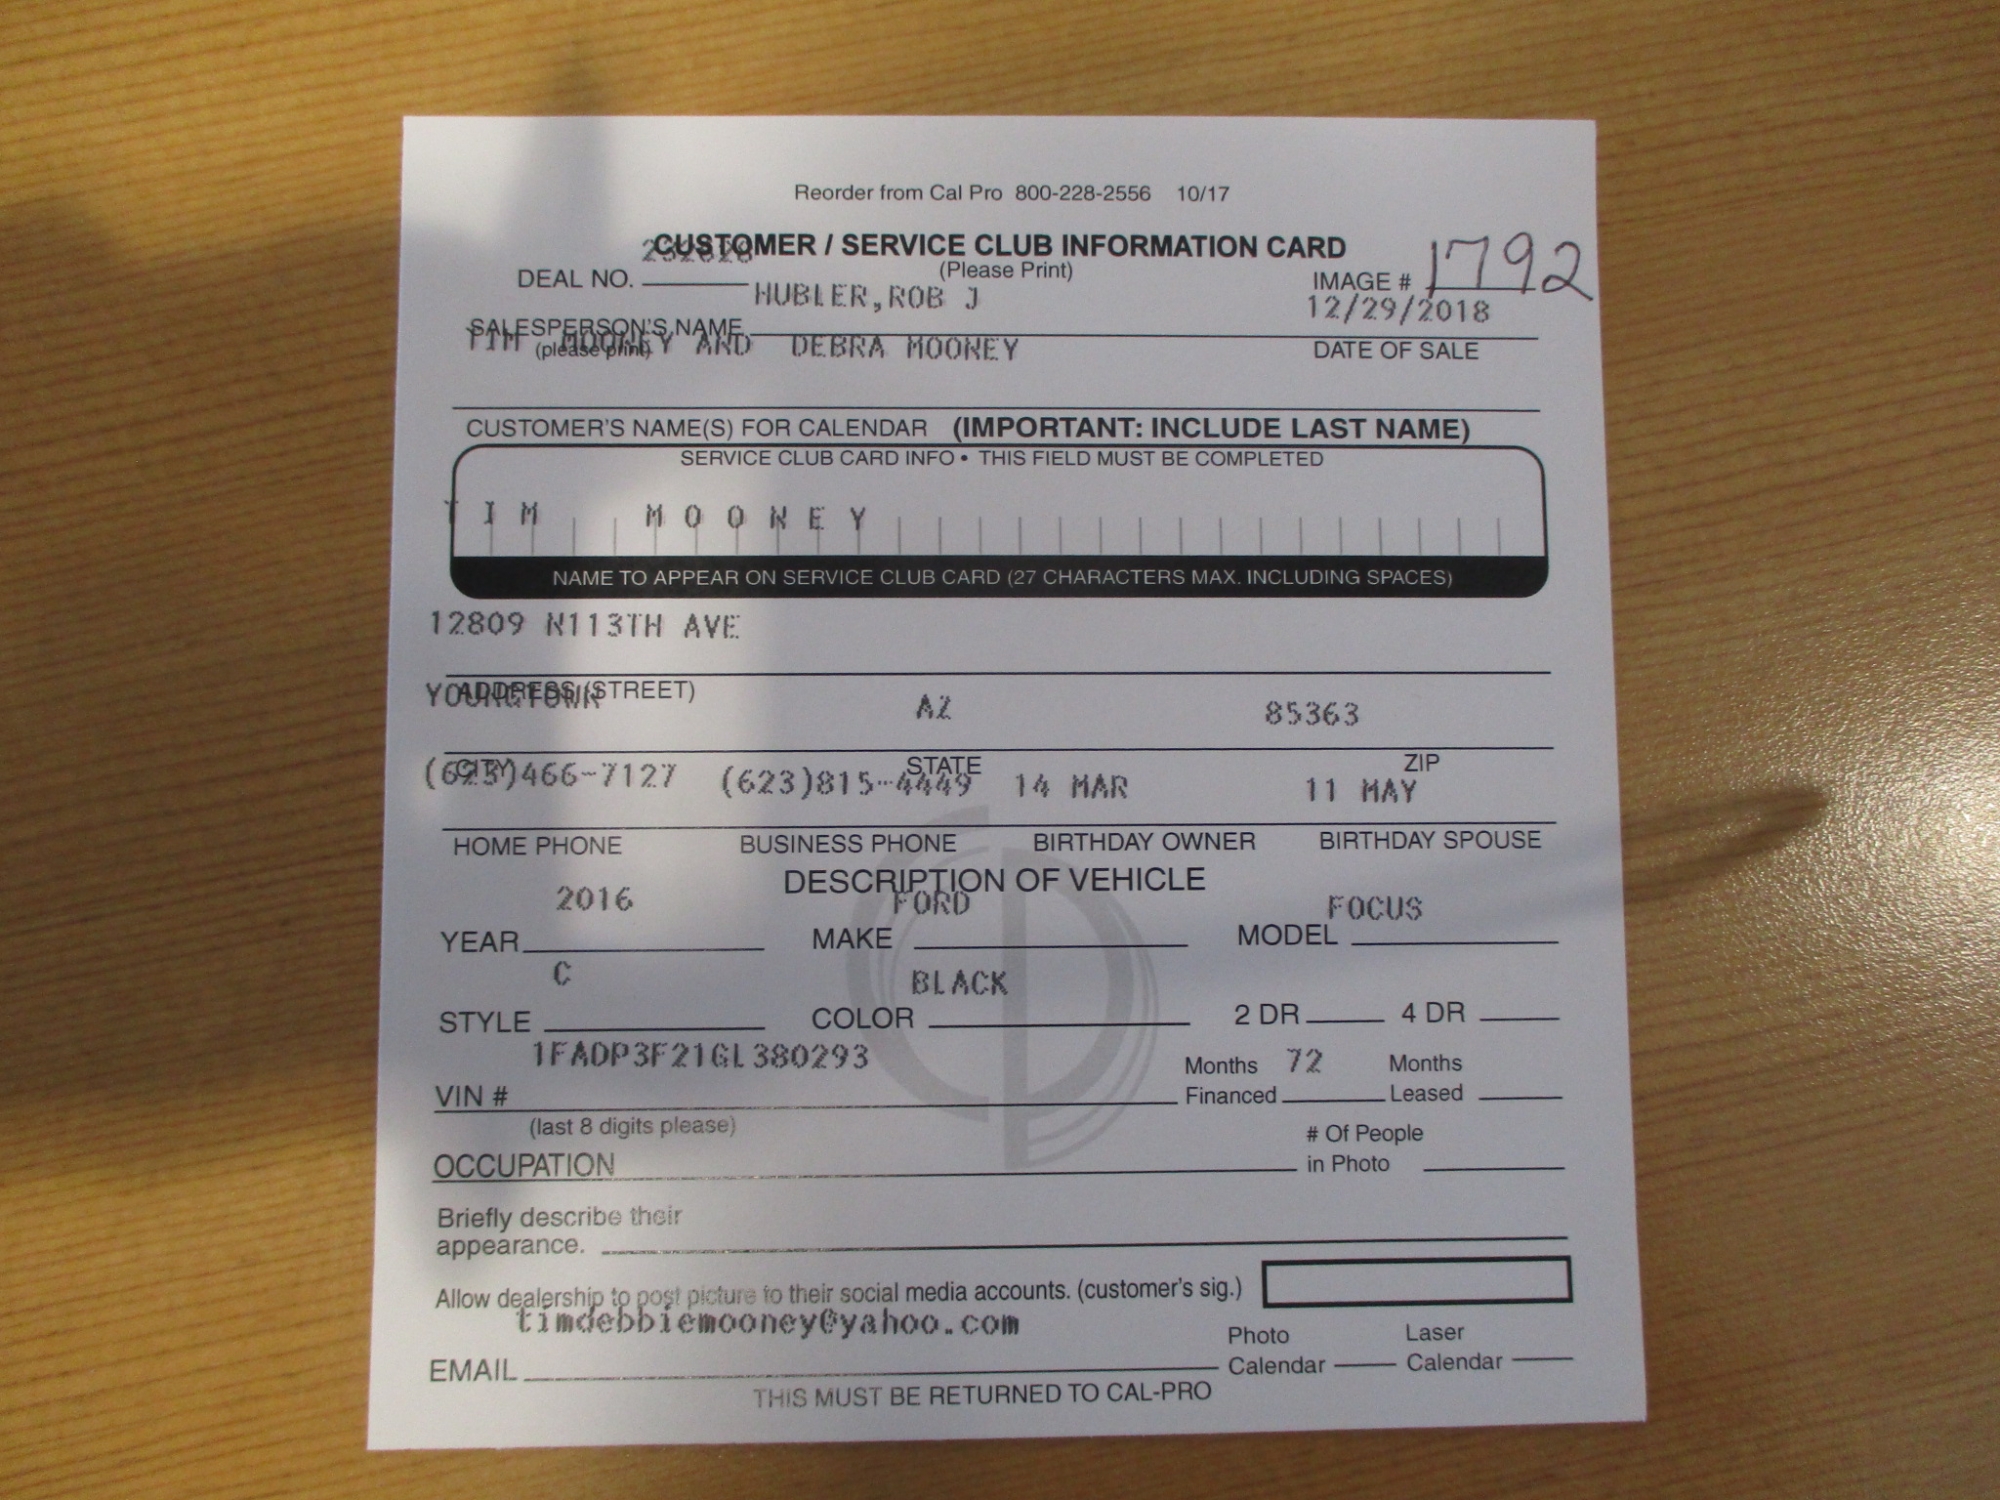 Reorder from Cal Pro 800-228-2556 10/17
CUSTOMER / SERVICE CLUB INFORMATION CARD
(Please Print)
DEAL NO.
IMAGE # 1792
HUBLER,ROB J
12/29/2018
SALESPERSON'S NAME
(please print)
DATE OF SALE
TIM MOONEY AND DEBRA MOONEY
CUSTOMER'S NAME(S) FOR CALENDAR (IMPORTANT: INCLUDE LAST NAME)
SERVICE CLUB CARD INFO • THIS FIELD MUST BE COMPLETED
TIM MOONEY
NAME TO APPEAR ON SERVICE CLUB CARD (27 CHARACTERS MAX. INCLUDING SPACES)
12809 N113TH AVE
ADDRESS (STREET)
YOUNGTOWN AZ 85363
CITY STATE ZIP
(623)466-7127 (623)815-4449 14 MAR 11 MAY
HOME PHONE BUSINESS PHONE BIRTHDAY OWNER BIRTHDAY SPOUSE
DESCRIPTION OF VEHICLE
2016 FORD FOCUS
YEAR MAKE MODEL
C BLACK
STYLE COLOR 2 DR 4 DR
1FADP3F21GL380293
VIN #
(last 8 digits please)
Months Financed 72
Months Leased
OCCUPATION
# Of People in Photo
Briefly describe their
appearance.
Allow dealership to post picture to their social media accounts. (customer's sig.)
timdebbiemooney@yahoo.com
EMAIL
Photo Calendar
Laser Calendar
THIS MUST BE RETURNED TO CAL-PRO